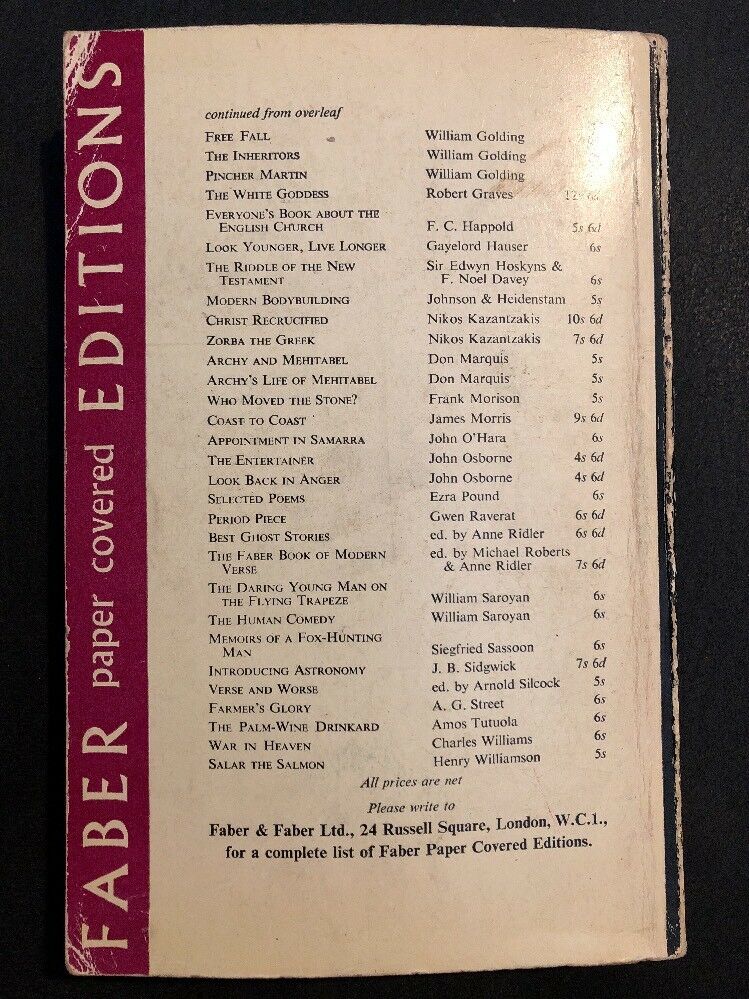 FABER paper covered EDITIONS
continued from overleaf
FREE FALL William Golding
THE INHERITORS William Golding
PINCHER MARTIN William Golding
THE WHITE GODDESS Robert Graves
EVERYONE'S BOOK ABOUT THE
ENGLISH CHURCH F. C. Happold 5s 6d
LOOK YOUNGER, LIVE LONGER Gayelord Hauser 6s
THE RIDDLE OF THE NEW Sir Edwyn Hoskyns &
TESTAMENT F. Noel Davey 6s
MODERN BODYBUILDING Johnson & Heidenstam 5s
CHRIST RECRUCIFIED Nikos Kazantzakis 10s 6d
ZORBA THE GREEK Nikos Kazantzakis 7s 6d
ARCHY AND MEHITABEL Don Marquis 5s
ARCHY'S LIFE OF MEHITABEL Don Marquis 5s
WHO MOVED THE STONE? Frank Morison 5s
COAST TO COAST James Morris 9s 6d
APPOINTMENT IN SAMARRA John O'Hara 6s
THE ENTERTAINER John Osborne 4s 6d
LOOK BACK IN ANGER John Osborne 4s 6d
SELECTED POEMS Ezra Pound 6s
PERIOD PIECE Gwen Raverat 6s 6d
BEST GHOST STORIES ed. by Anne Ridler 6s 6d
THE FABER BOOK OF MODERN ed. by Michael Roberts
VERSE & Anne Ridler 7s 6d
THE DARING YOUNG MAN ON
THE FLYING TRAPEZE William Saroyan 6s
THE HUMAN COMEDY William Saroyan 6s
MEMOIRS OF A FOX-HUNTING
MAN Siegfried Sassoon 6s
INTRODUCING ASTRONOMY J. B. Sidgwick 7s 6d
VERSE AND WORSE ed. by Arnold Silcock 5s
FARMER'S GLORY A. G. Street 6s
THE PALM-WINE DRINKARD Amos Tutuola 6s
WAR IN HEAVEN Charles Williams 6s
SALAR THE SALMON Henry Williamson 5s
All prices are net
Please write to
Faber & Faber Ltd., 24 Russell Square, London, W.C.1.,
for a complete list of Faber Paper Covered Editions.